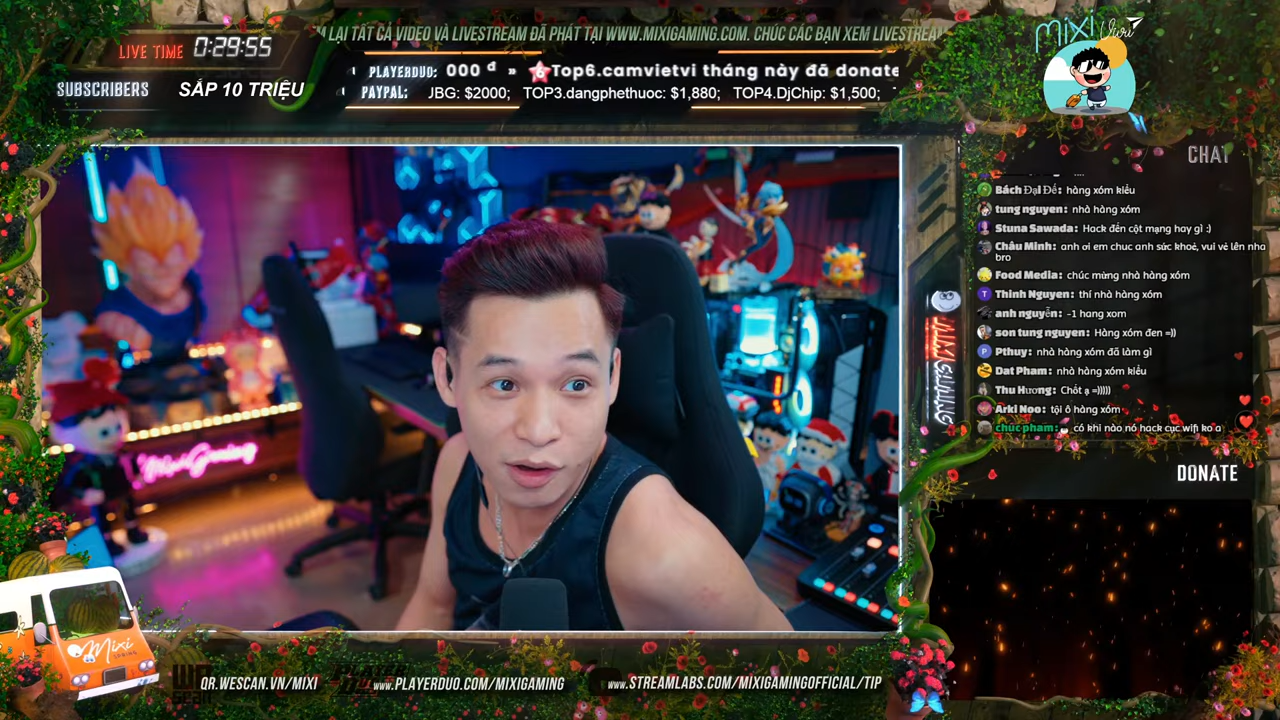 LIVE TIME 0:29:55
SUBSCRIBERS SẮP 10 TRIỆU
LẠI TẤT CẢ VIDEO VÀ LIVESTREAM ĐÃ PHÁT TẠI WWW.MIXIGAMING.COM. CHÚC CÁC BẠN XEM LIVESTREAM
PLAYERDUO: 000 đ » 6 Top6.camvietvi tháng này đã donate
PAYPAL: JBG: $2000; TOP3.dangphethuoc: $1,880; TOP4.DjChip: $1,500;
mixi Vivu
CHAT
Bách Đại Đế: hàng xóm kiểu
tung nguyen: nhà hàng xóm
Stuna Sawada: Hack đến cột mạng hay gì :)
Châu Minh: anh ơi em chuc anh sức khoẻ, vui vẻ lên nha
bro
Food Media: chúc mừng nhà hàng xóm
Thinh Nguyen: thí nhà hàng xóm
anh nguyễn: -1 hang xom
son tung nguyen: Hàng xóm đen =))
Pthuy: nhà hàng xóm đã làm gì
Dat Pham: nhà hàng xóm kiểu
Thu Hương: Chốt ạ =)))))
Arki Noo: tội ô hàng xóm
chúc pham: có khi nào nó hack cục wifi ko a
MixiGaming
DONATE
Mixi
SPRING
QR.WESCAN.VN/MIXI
WWW.PLAYERDUO.COM/MIXIGAMING
WWW.STREAMLABS.COM/MIXIGAMINGOFFICIAL/TIP